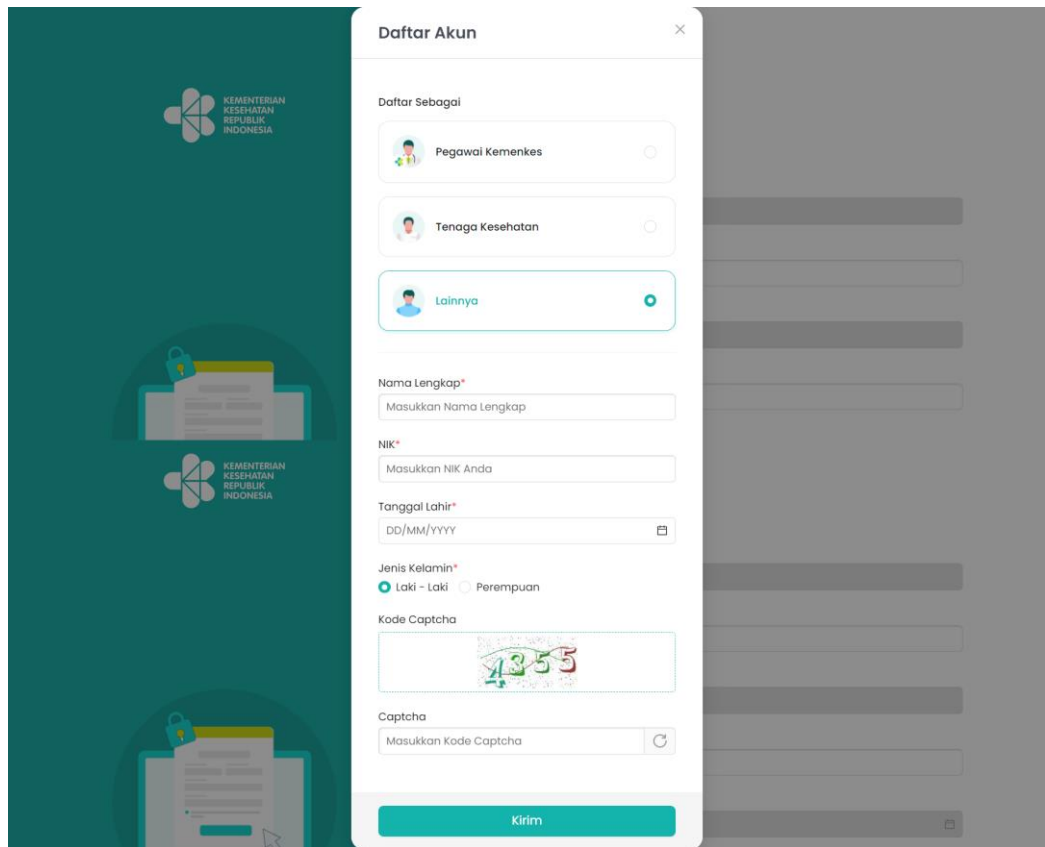 KEMENTERIAN
KESEHATAN
REPUBLIK
INDONESIA
KEMENTERIAN
KESEHATAN
REPUBLIK
INDONESIA
Daftar Akun
Daftar Sebagai
Pegawai Kemenkes
Tenaga Kesehatan
Lainnya
Nama Lengkap*
Masukkan Nama Lengkap
NIK*
Masukkan NIK Anda
Tanggal Lahir*
DD/MM/YYYY
Jenis Kelamin*
Laki - Laki Perempuan
Kode Captcha
4355
Captcha
Masukkan Kode Captcha
Kirim